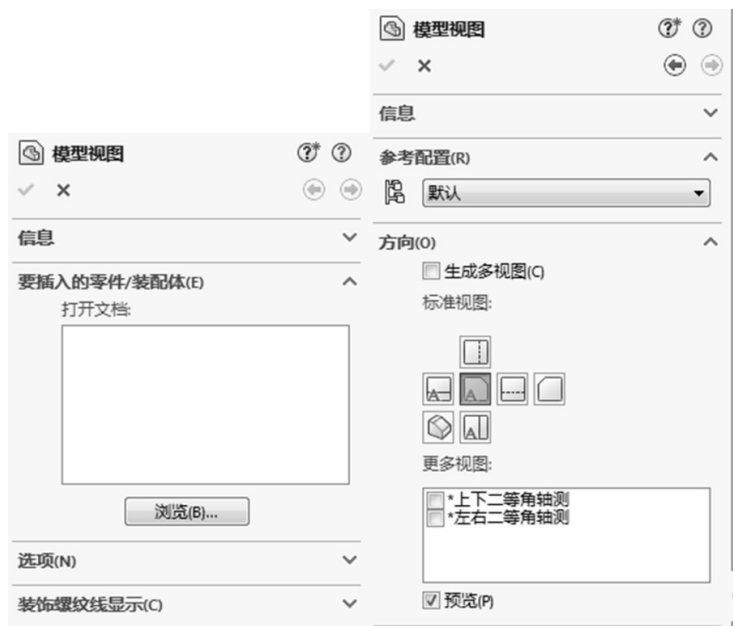 模型视图
信息
要插入的零件/装配体(E)
打开文档:
浏览(B)...
选项(N)
装饰螺纹线显示(C)
模型视图
信息
参考配置(R)
默认
方向(O)
生成多视图(C)
标准视图:
更多视图:
*上下二等角轴测
*左右二等角轴测
预览(P)